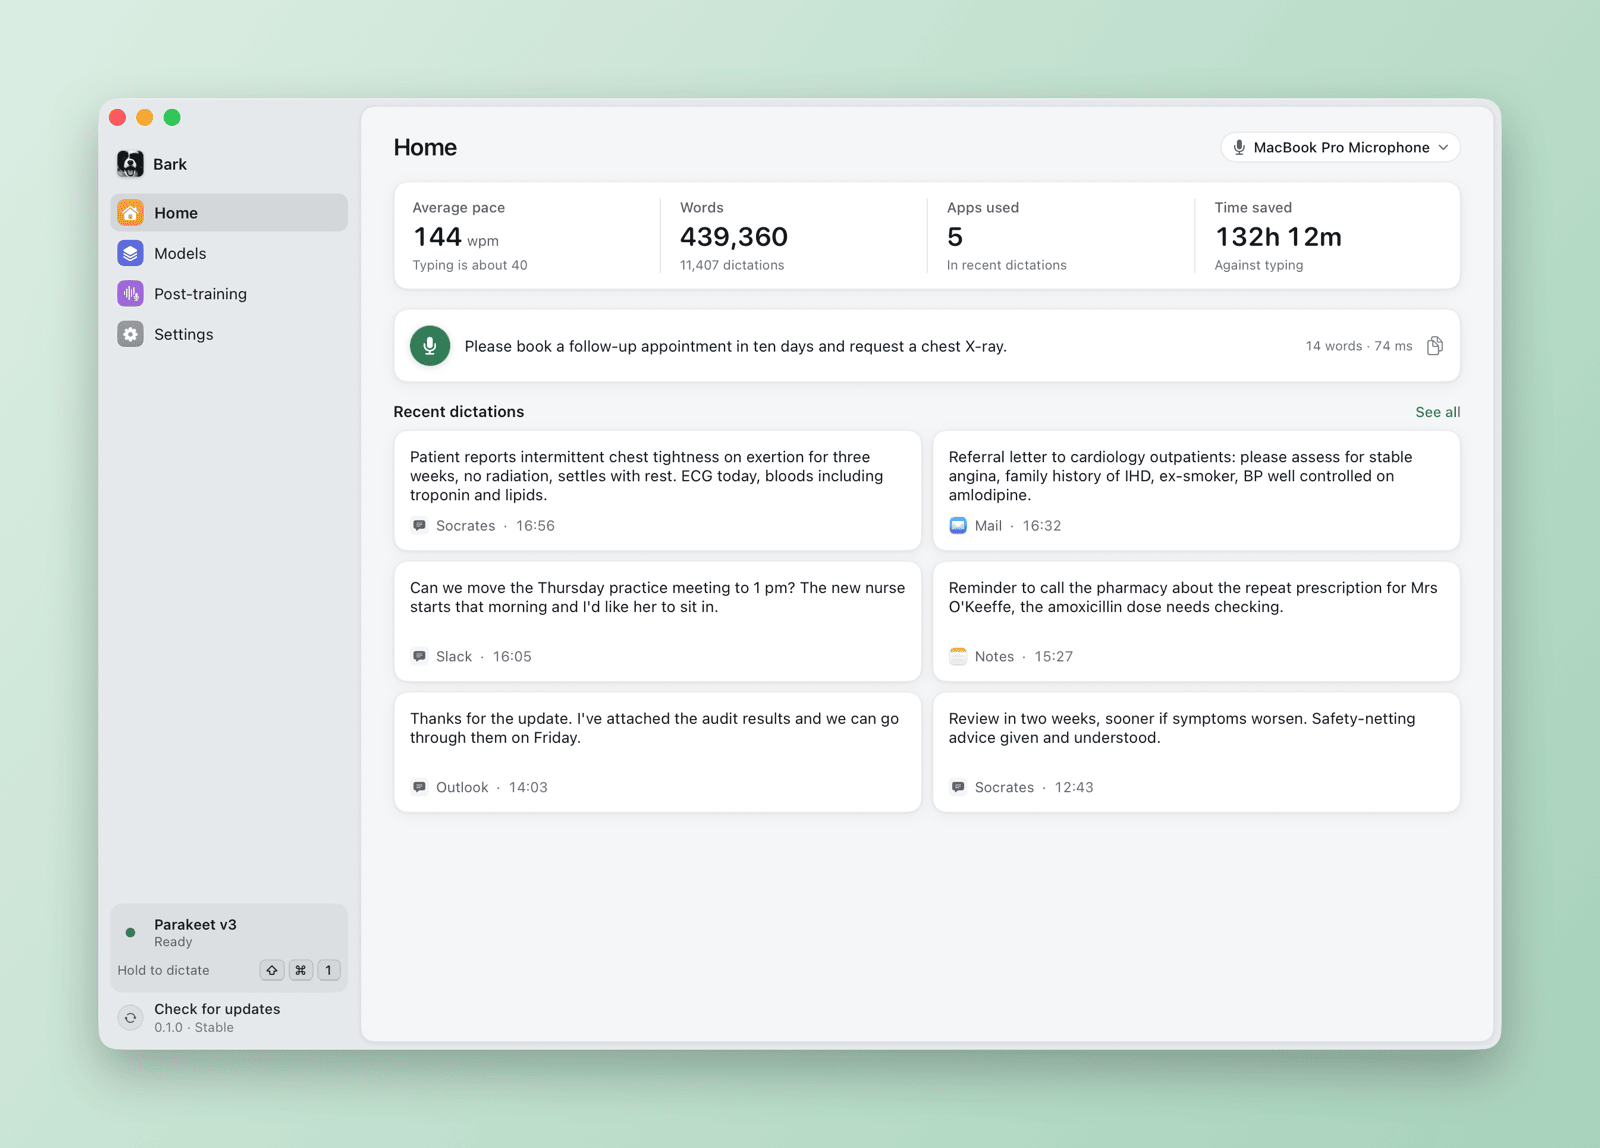 Bark
Home
Models
Post-training
Settings
Parakeet v3
Ready
Hold to dictate
⌘ 1
Check for updates
0.1.0 · Stable
Home
MacBook Pro Microphone
Average pace
144 wpm
Typing is about 40
Words
439,360
11,407 dictations
Apps used
5
In recent dictations
Time saved
132h 12m
Against typing
Please book a follow-up appointment in ten days and request a chest X-ray.
14 words · 74 ms
Recent dictations
See all
Patient reports intermittent chest tightness on exertion for three
weeks, no radiation, settles with rest. ECG today, bloods including
troponin and lipids.
Socrates · 16:56
Referral letter to cardiology outpatients: please assess for stable
angina, family history of IHD, ex-smoker, BP well controlled on
amlodipine.
Mail · 16:32
Can we move the Thursday practice meeting to 1 pm? The new nurse
starts that morning and I'd like her to sit in.
Slack · 16:05
Reminder to call the pharmacy about the repeat prescription for Mrs
O'Keeffe, the amoxicillin dose needs checking.
Notes · 15:27
Thanks for the update. I've attached the audit results and we can go
through them on Friday.
Outlook · 14:03
Review in two weeks, sooner if symptoms worsen. Safety-netting
advice given and understood.
Socrates · 12:43